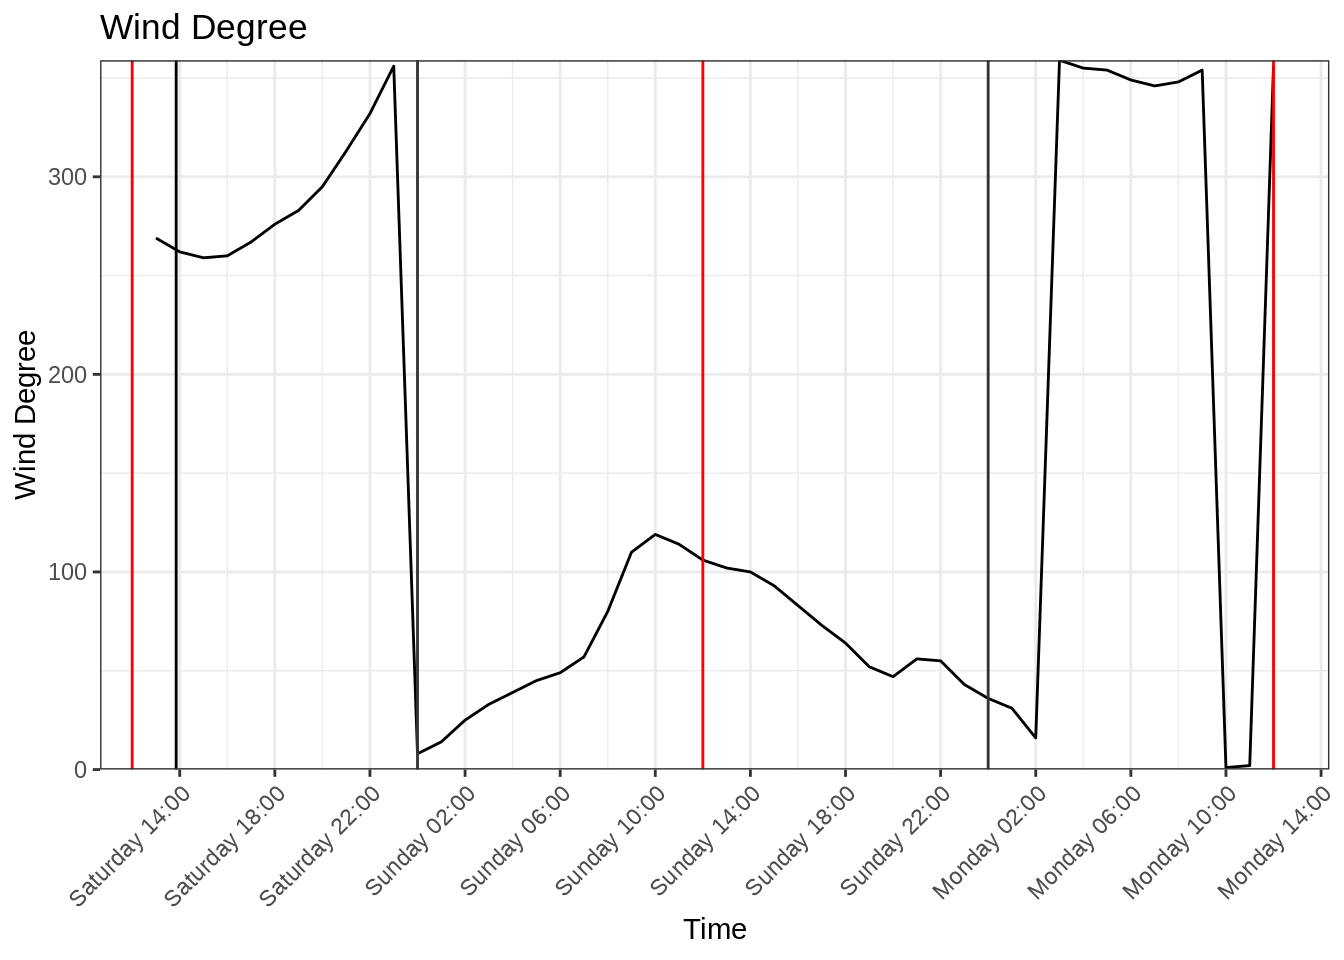 Wind Degree
Wind Degree
300
200
100
0
Saturday 14:00
Saturday 18:00
Saturday 22:00
Sunday 02:00
Sunday 06:00
Sunday 10:00
Sunday 14:00
Sunday 18:00
Sunday 22:00
Monday 02:00
Monday 06:00
Monday 10:00
Monday 14:00
Time